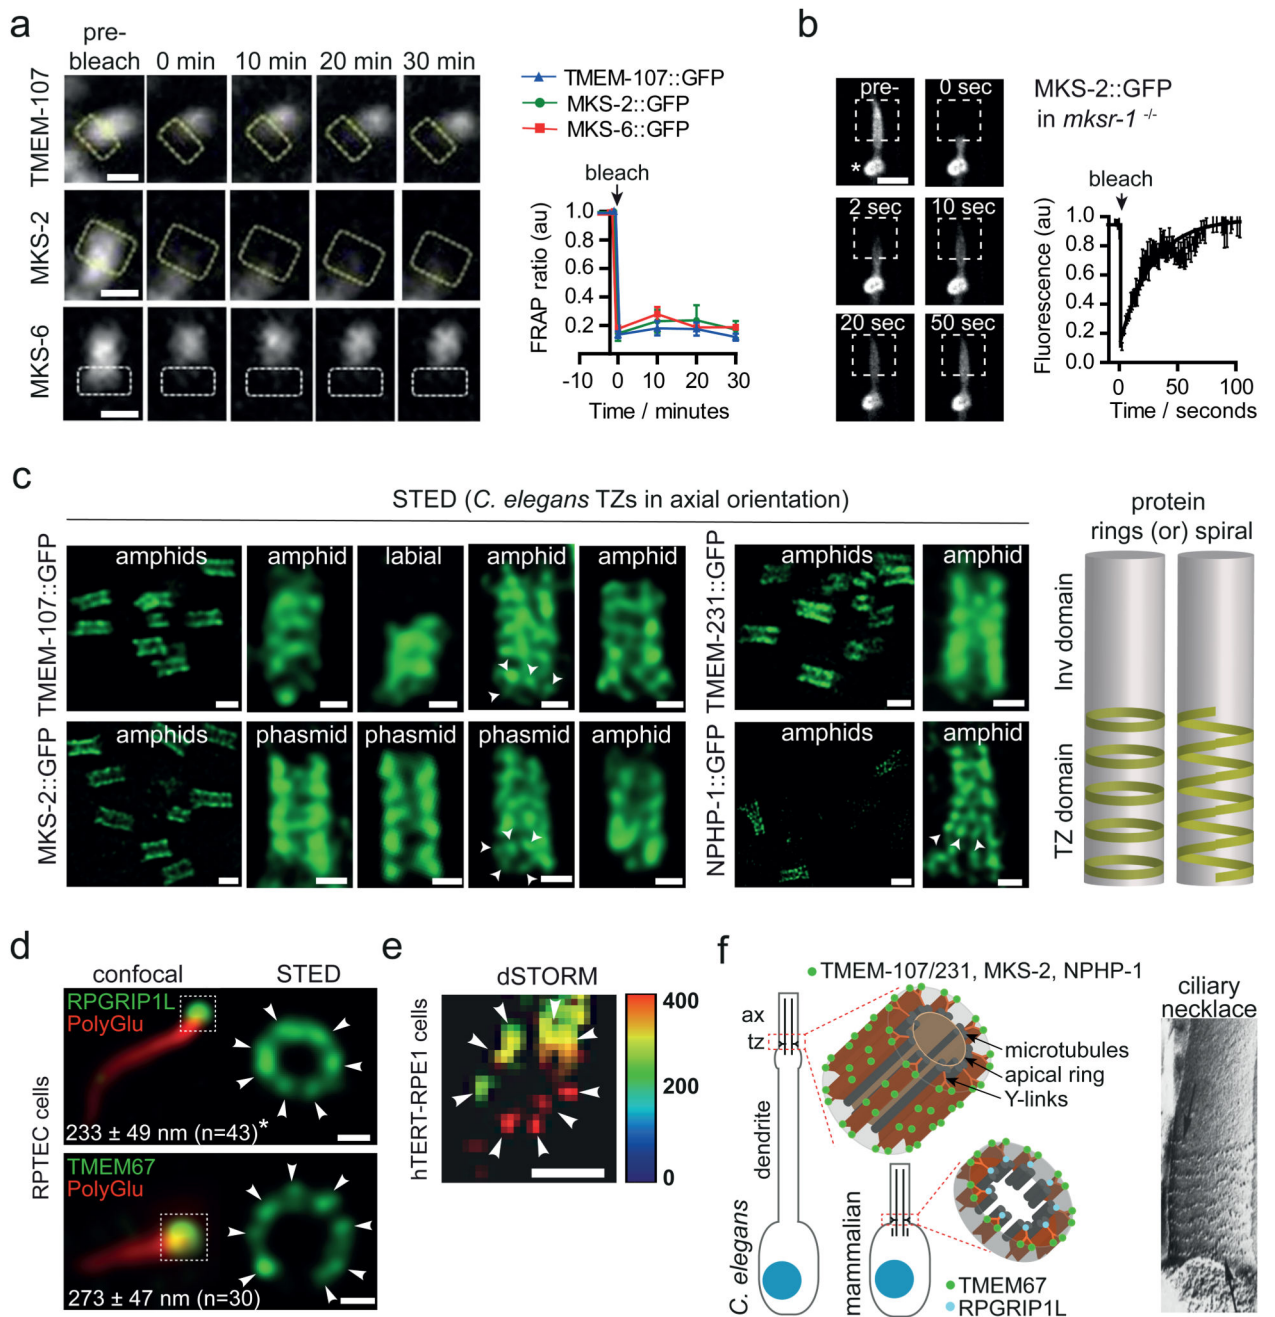 a
pre-
bleach 0 min 10 min 20 min 30 min
TMEM-107
MKS-2
MKS-6
TMEM-107::GFP
MKS-2::GFP
MKS-6::GFP
bleach
FRAP ratio (au)
1.0
0.8
0.6
0.4
0.2
-10 0 10 20 30
Time / minutes
b
pre- 0 sec
*
2 sec 10 sec
20 sec 50 sec
MKS-2::GFP
in mksr-1 -/-
bleach
Fluorescence (au)
1.0
0.8
0.6
0.4
0.2
0.0
0 50 100
Time / seconds
c
STED (C. elegans TZs in axial orientation)
TMEM-107::GFP
amphids amphid labial amphid amphid
TMEM-231::GFP
amphids amphid
MKS-2::GFP
amphids phasmid phasmid phasmid amphid
NPHP-1::GFP
amphids amphid
protein
rings (or) spiral
Inv domain
TZ domain
d
confocal STED
RPTEC cells
RPGRIP1L
PolyGlu
233 ± 49 nm (n=43)*
TMEM67
PolyGlu
273 ± 47 nm (n=30)
e
dSTORM
hTERT-RPE1 cells
400
200
0
f
TMEM-107/231, MKS-2, NPHP-1
ax
tz
dendrite
C. elegans
microtubules
apical ring
Y-links
mammalian
TMEM67
RPGRIP1L
ciliary
necklace